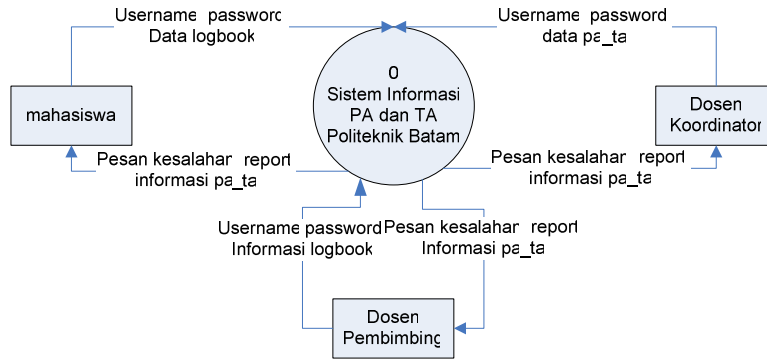 Username password
Data logbook
Username password
data pa_ta
0
Sistem Informasi
PA dan TA
Politeknik Batam
mahasiswa
Dosen
Koordinator
Pesan kesalahan report
informasi pa_ta
Pesan kesalahan report
informasi pa_ta
Username password
Informasi logbook
Pesan kesalahan report
Informasi pa_ta
Dosen
Pembimbing